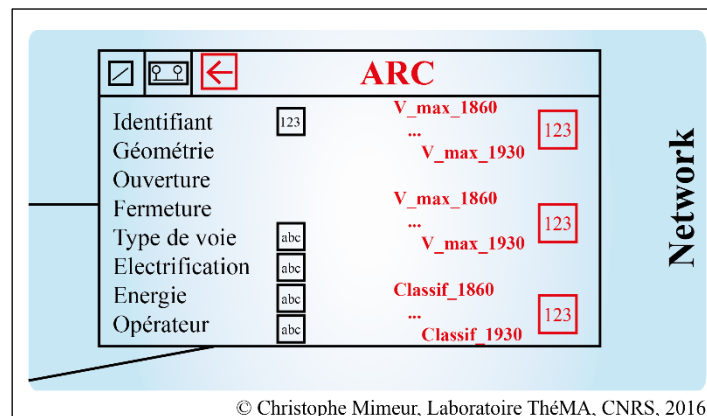 ARC
Identifiant 123
Géométrie
Ouverture
Fermeture
Type de voie abc
Electrification abc
Energie abc
Opérateur abc
V_max_1860
...
V_max_1930
123
V_max_1860
...
V_max_1930
123
Classif_1860
...
Classif_1930
123
Network
© Christophe Mimeur, Laboratoire ThéMA, CNRS, 2016